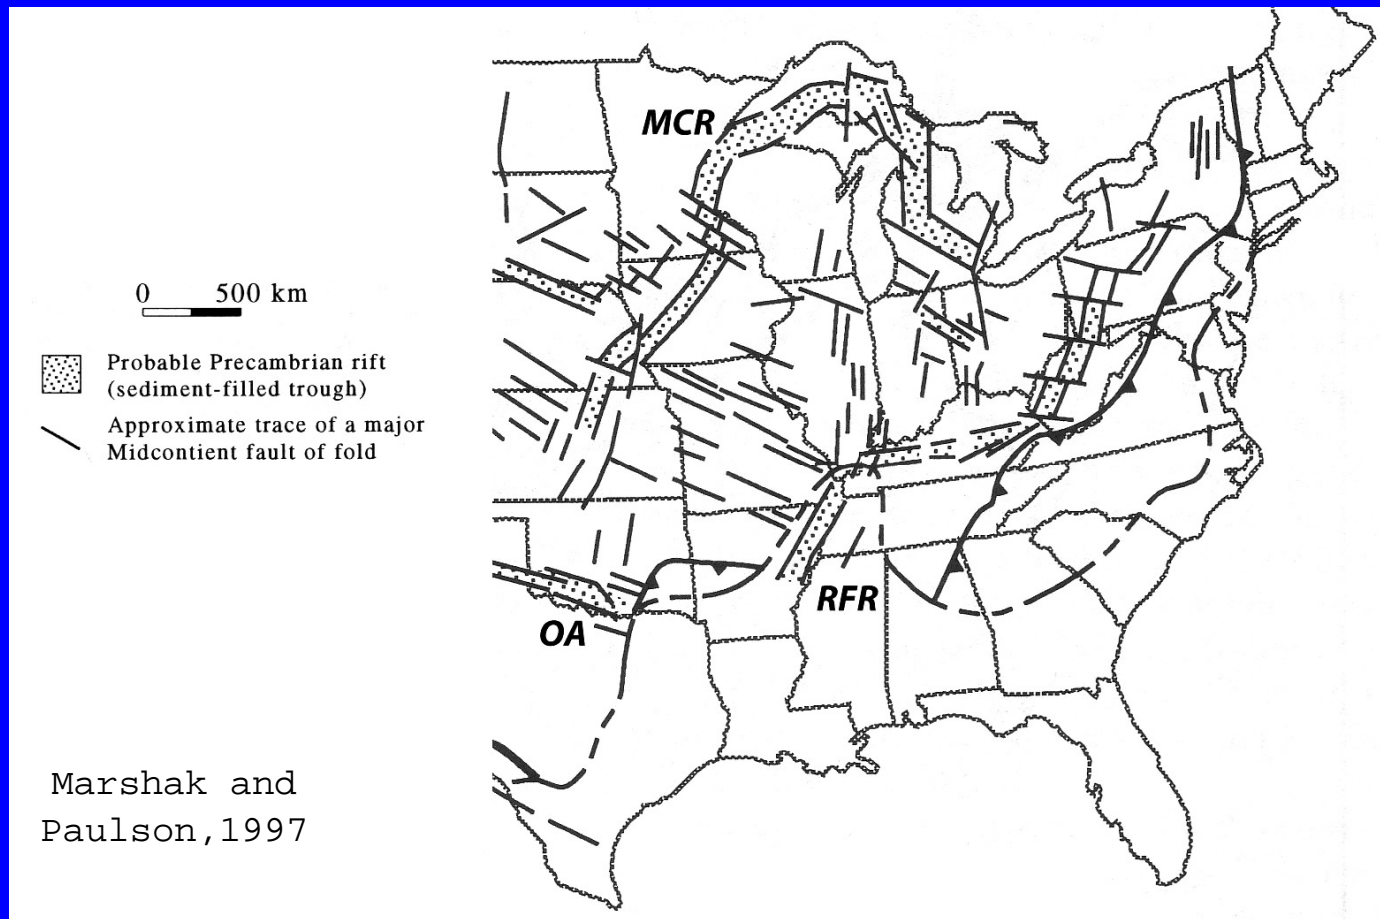 MCR
0 500 km
Probable Precambrian rift
(sediment-filled trough)
Approximate trace of a major
Midcontient fault of fold
RFR
OA
Marshak and
Paulson,1997